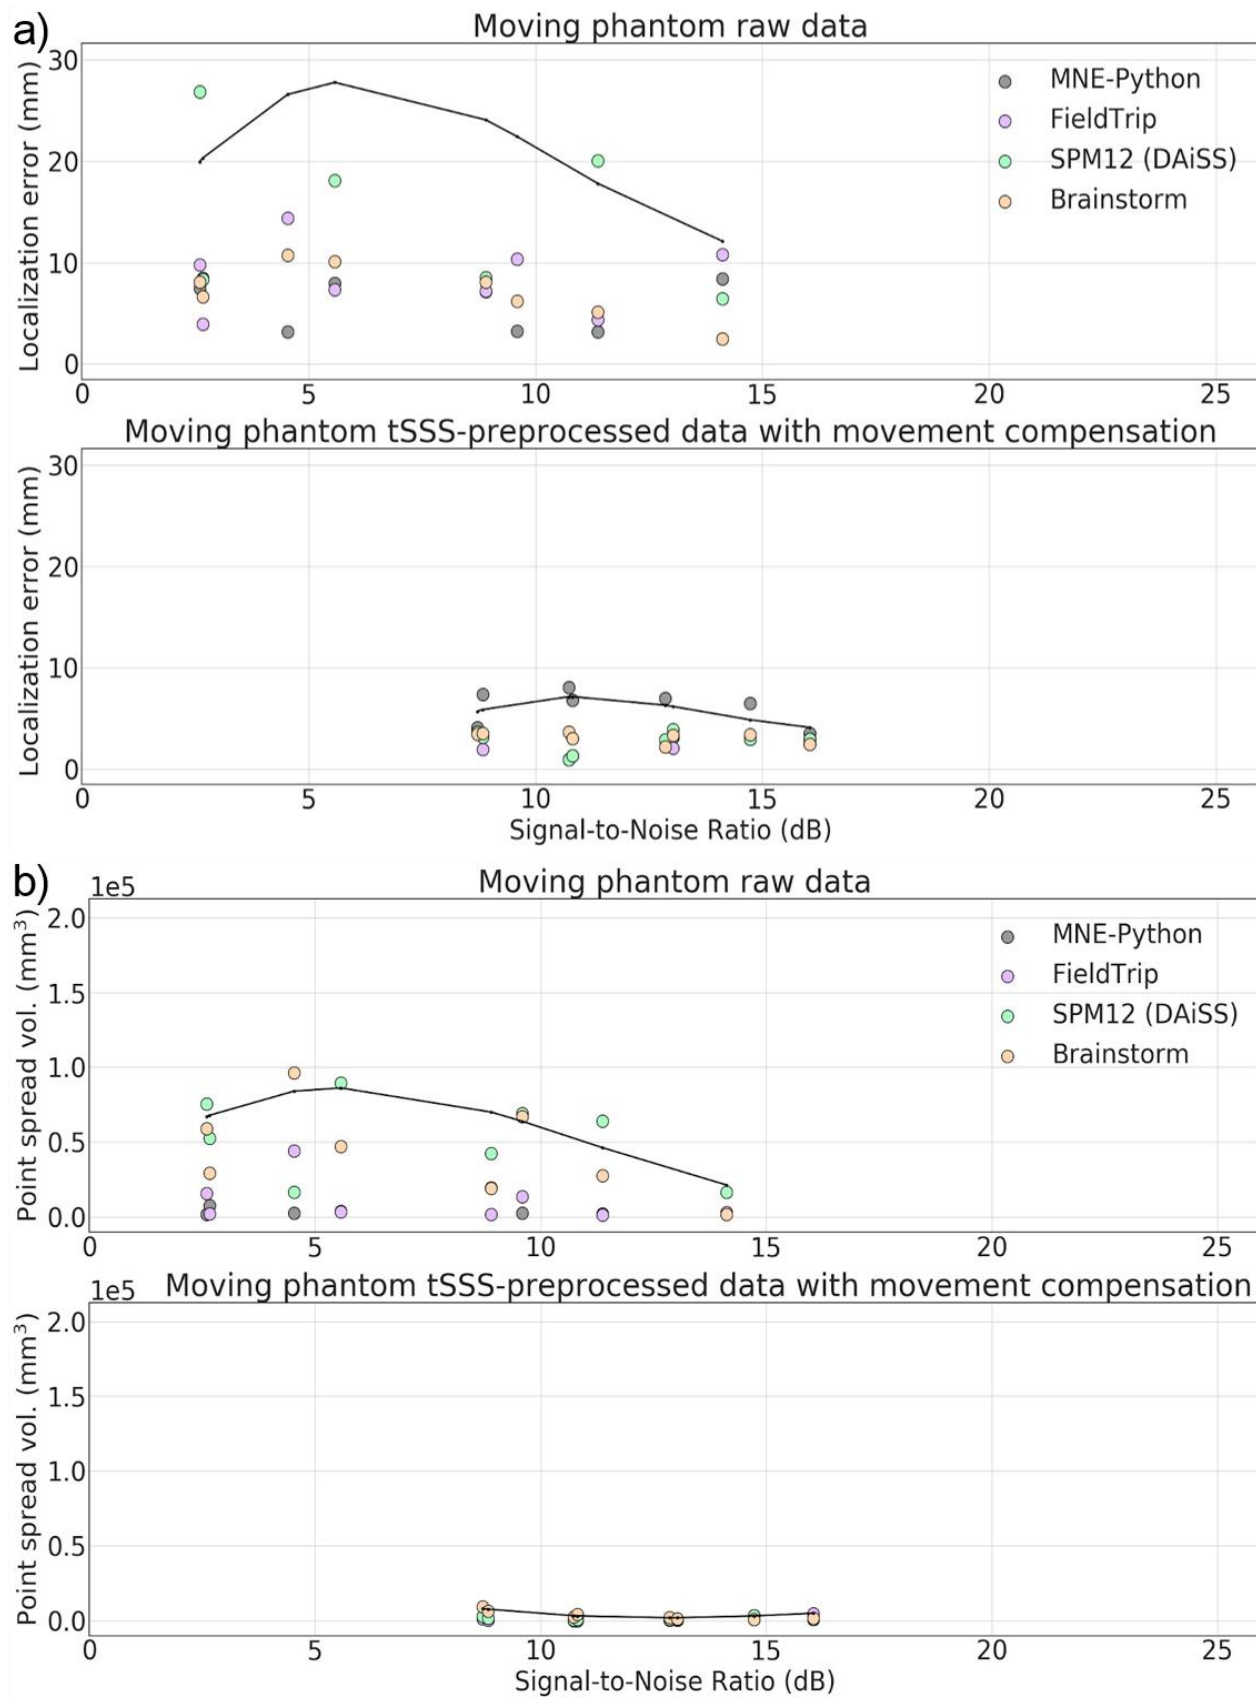 a)
Moving phantom raw data
Localization error (mm)
30
20
10
0
MNE-Python
FieldTrip
SPM12 (DAiSS)
Brainstorm
0 5 10 15 20 25
Moving phantom tSSS-preprocessed data with movement compensation
Localization error (mm)
30
20
10
0
0 5 10 15 20 25
Signal-to-Noise Ratio (dB)
b)
1e5
Moving phantom raw data
Point spread vol. (mm³)
2.0
1.5
1.0
0.5
0.0
MNE-Python
FieldTrip
SPM12 (DAiSS)
Brainstorm
0 5 10 15 20 25
1e5
Moving phantom tSSS-preprocessed data with movement compensation
Point spread vol. (mm³)
2.0
1.5
1.0
0.5
0.0
0 5 10 15 20 25
Signal-to-Noise Ratio (dB)